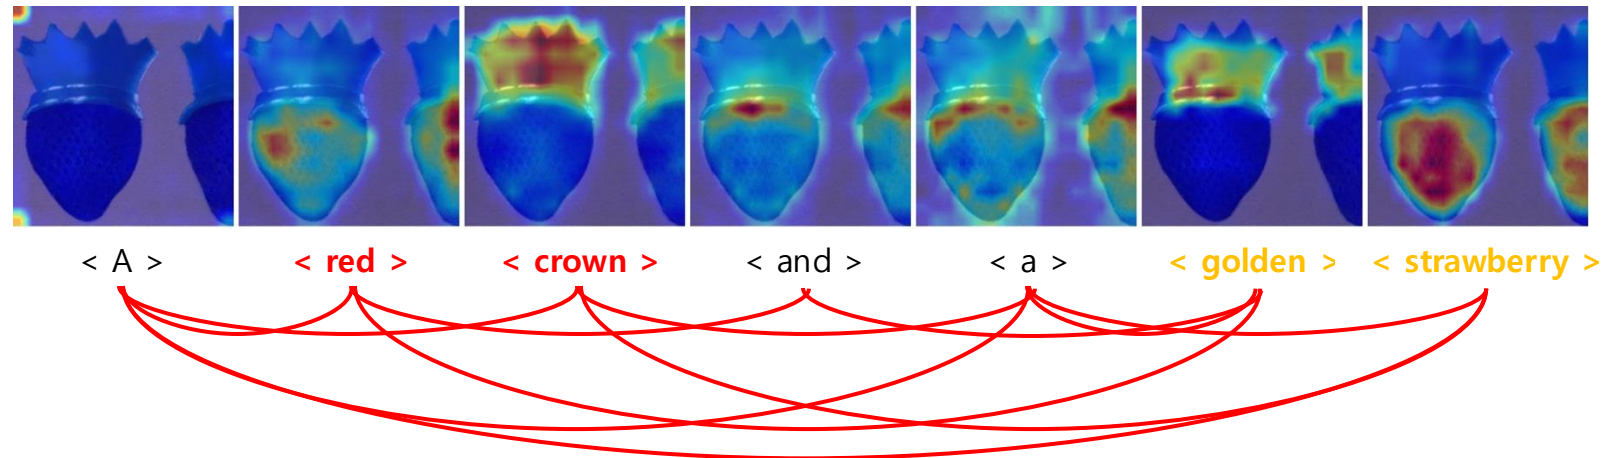 < A > < red > < crown > < and > < a > < golden > < strawberry >